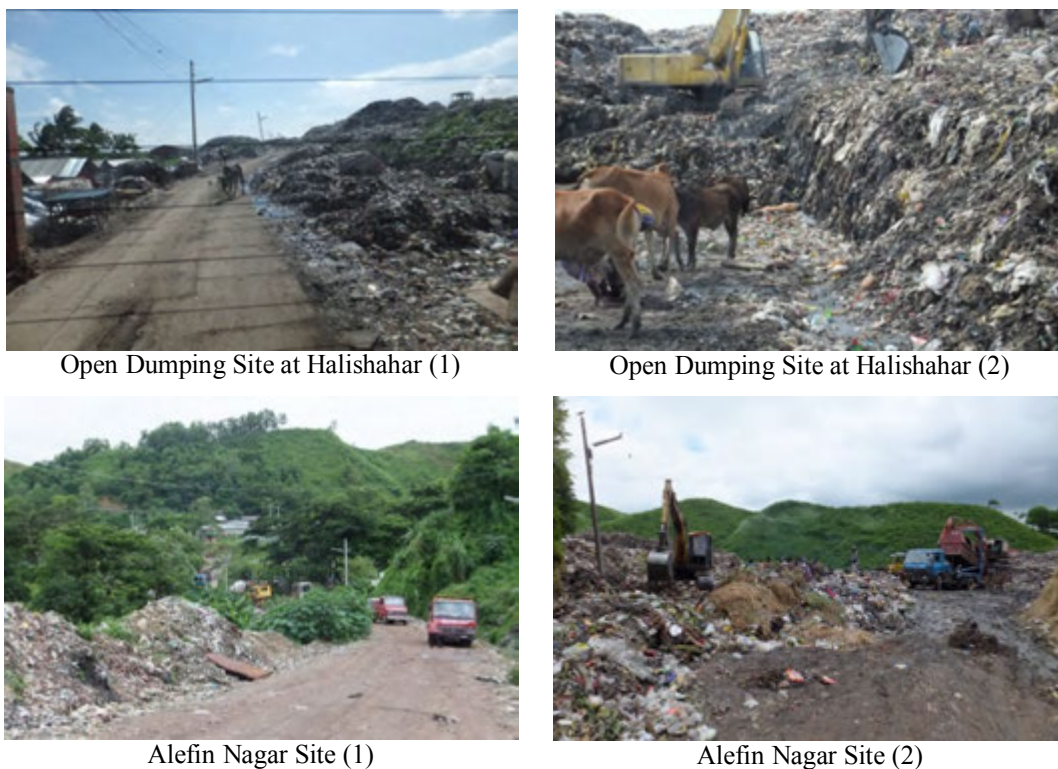 Open Dumping Site at Halishahar (1)
Open Dumping Site at Halishahar (2)
Alefin Nagar Site (1)
Alefin Nagar Site (2)